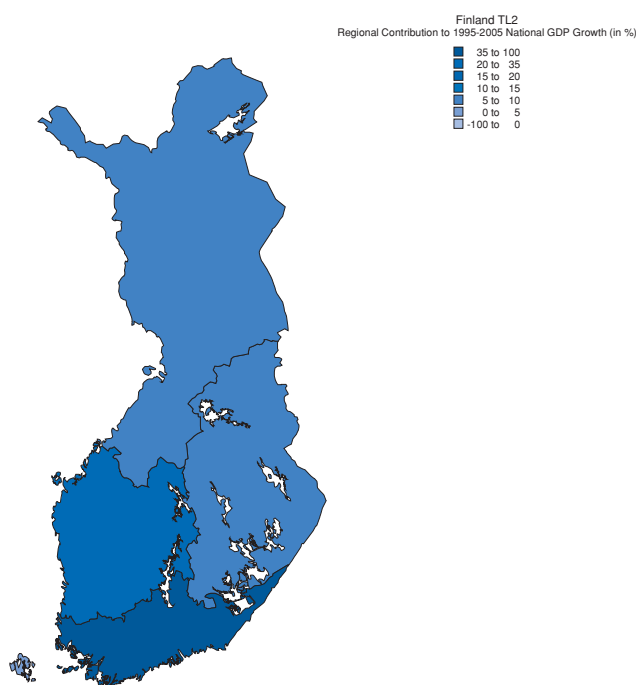 Finland TL2
Regional Contribution to 1995-2005 National GDP Growth (in %)
35 to 100
20 to 35
15 to 20
10 to 15
5 to 10
0 to 5
-100 to 0